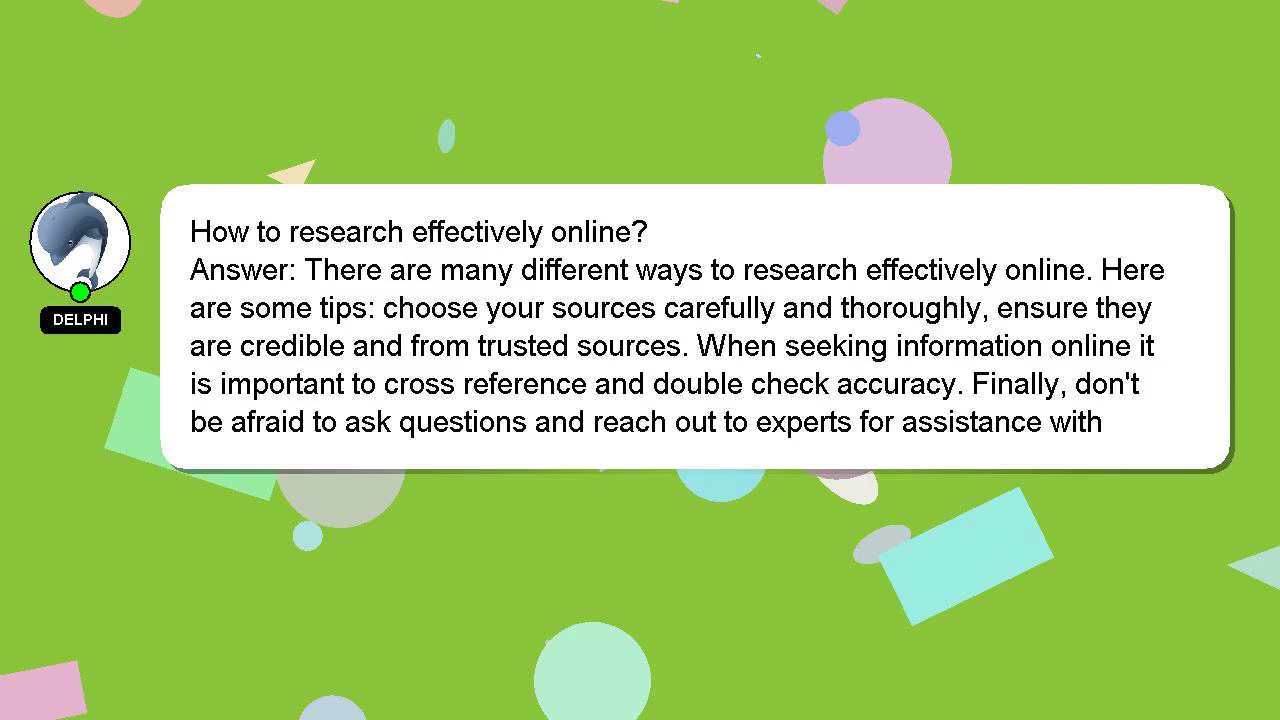 How to research effectively online?
Answer: There are many different ways to research effectively online. Here
are some tips: choose your sources carefully and thoroughly, ensure they
are credible and from trusted sources. When seeking information online it
is important to cross reference and double check accuracy. Finally, don't
be afraid to ask questions and reach out to experts for assistance with
DELPHI